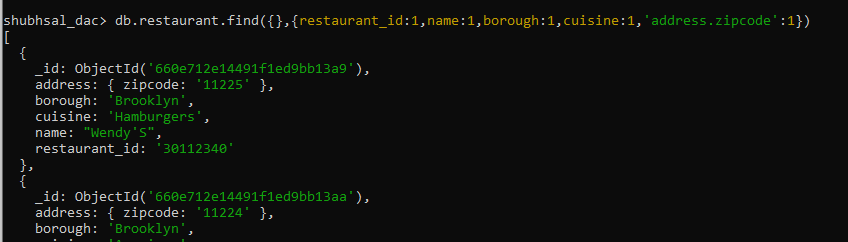 shubhsal_dac> db.restaurant.find({},{restaurant_id:1,name:1,borough:1,cuisine:1,'address.zipcode':1})
[
  {
    _id: ObjectId('660e712e14491f1ed9bb13a9'),
    address: { zipcode: '11225' },
    borough: 'Brooklyn',
    cuisine: 'Hamburgers',
    name: "Wendy'S",
    restaurant_id: '30112340'
  },
  {
    _id: ObjectId('660e712e14491f1ed9bb13aa'),
    address: { zipcode: '11224' },
    borough: 'Brooklyn',